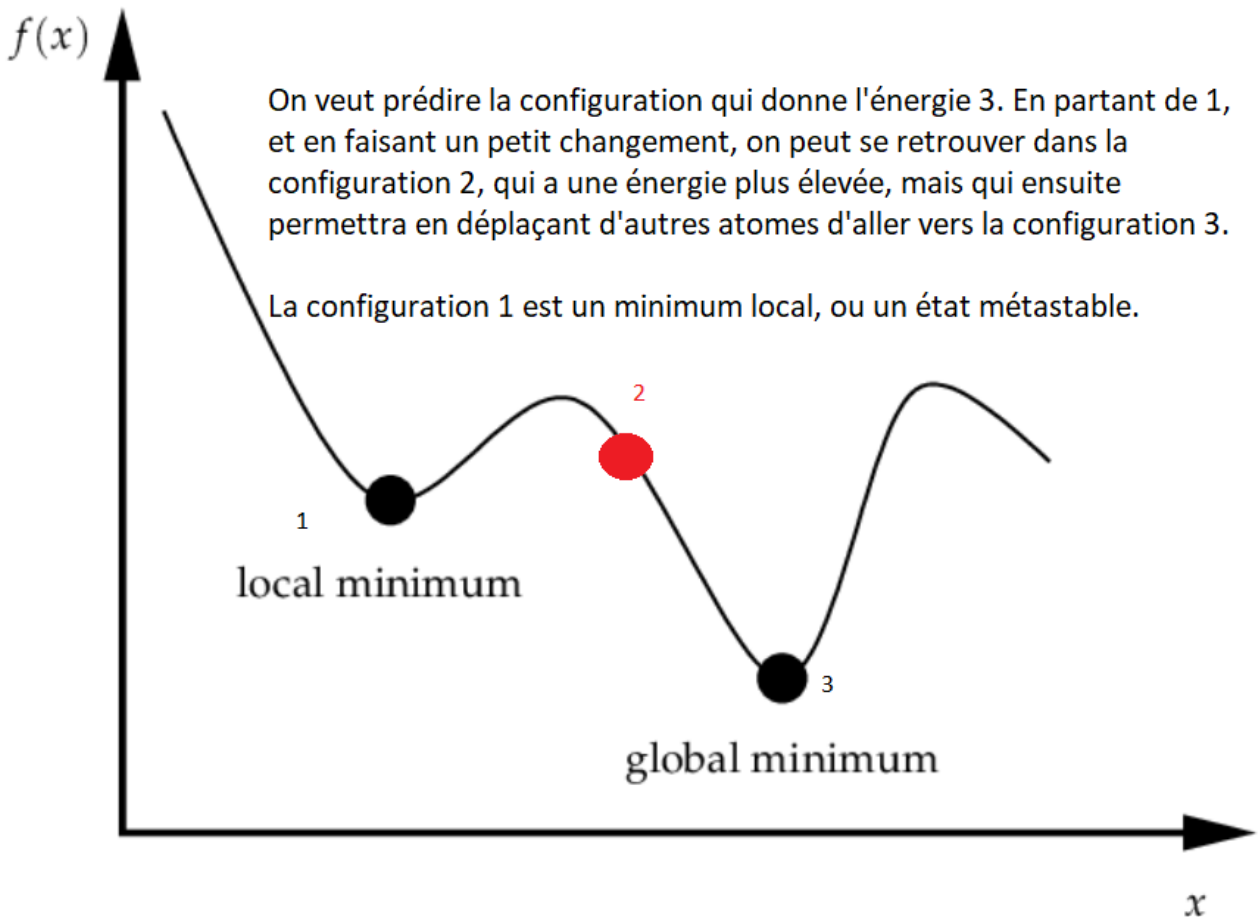 f(x)
On veut prédire la configuration qui donne l'énergie 3. En partant de 1,
et en faisant un petit changement, on peut se retrouver dans la
configuration 2, qui a une énergie plus élevée, mais qui ensuite
permettra en déplaçant d'autres atomes d'aller vers la configuration 3.
La configuration 1 est un minimum local, ou un état métastable.
2
1
local minimum
3
global minimum
x